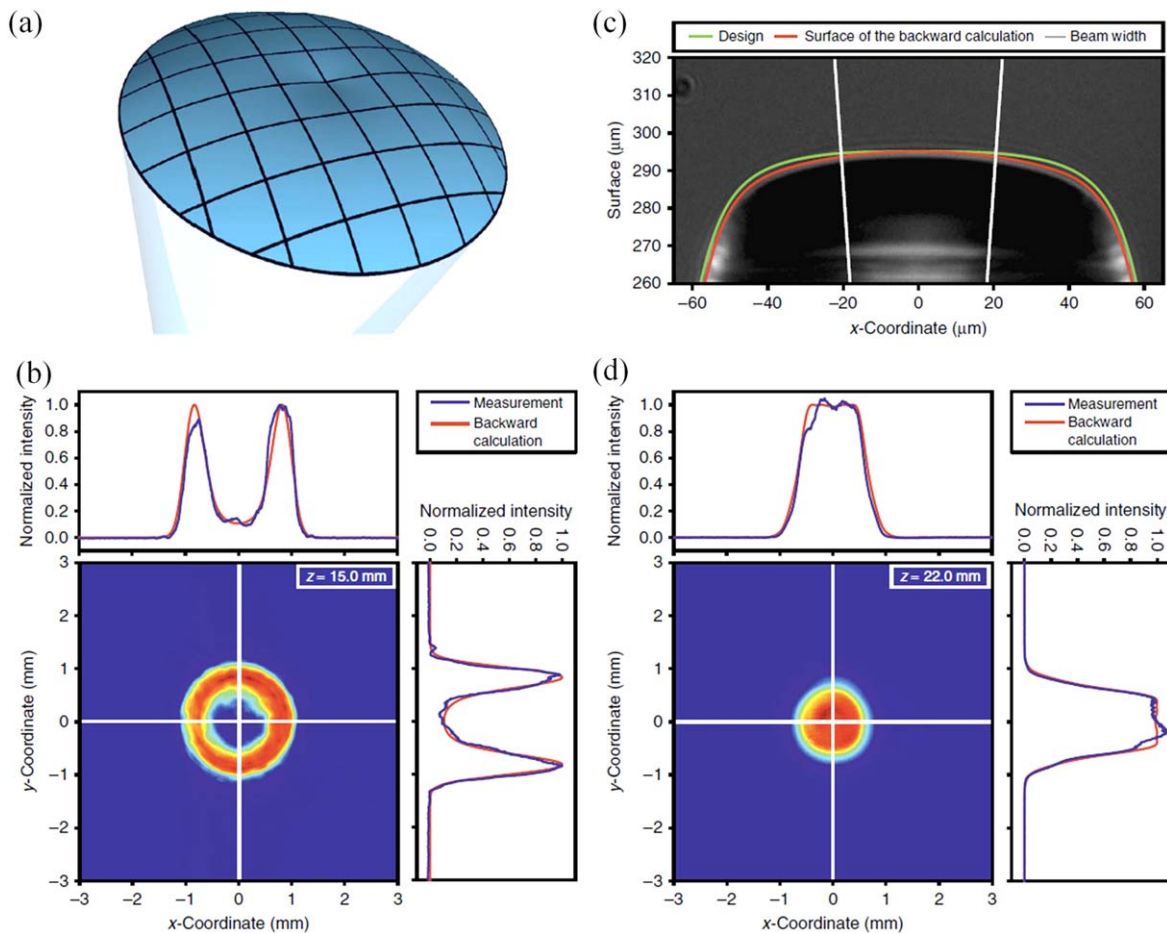 (a)
(c)
Design Surface of the backward calculation Beam width
320
310
300
290
280
270
260
Surface (μm)
−60 −40 −20 0 20 40 60
x-Coordinate (μm)
(b)
1.0
0.8
0.6
0.4
0.2
0.0
Normalized intensity
Measurement
Backward
calculation
Normalized intensity
0.0 0.2 0.4 0.6 0.8 1.0
z = 15.0 mm
3
2
1
0
−1
−2
−3
y-Coordinate (mm)
−3 −2 −1 0 1 2 3
x-Coordinate (mm)
(d)
1.0
0.8
0.6
0.4
0.2
0.0
Normalized intensity
Measurement
Backward
calculation
Normalized intensity
0.0 0.2 0.4 0.6 0.8 1.0
z = 22.0 mm
3
2
1
0
−1
−2
−3
y-Coordinate (mm)
−3 −2 −1 0 1 2 3
x-Coordinate (mm)